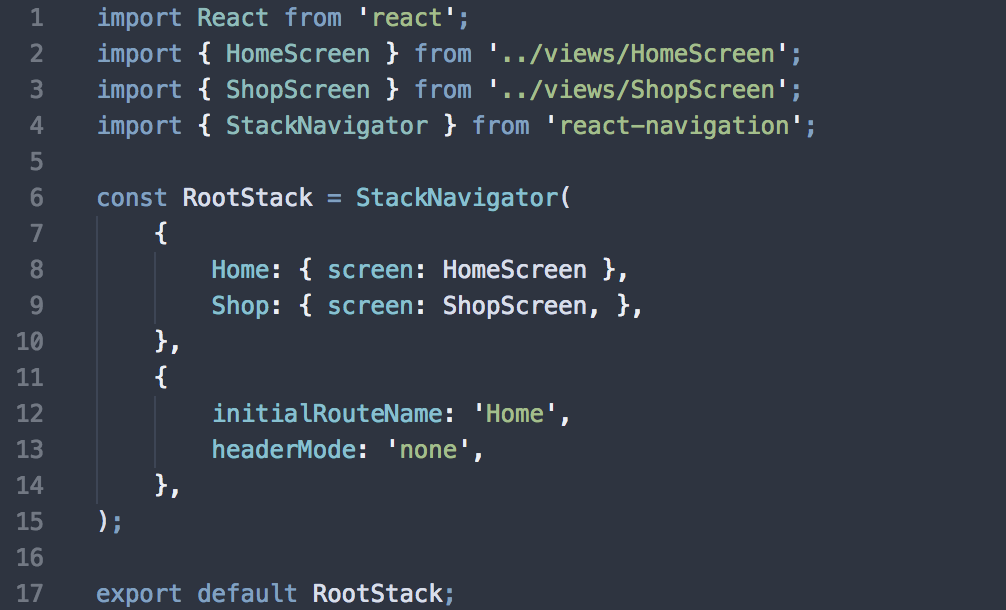 1 import React from 'react';
2 import { HomeScreen } from '../views/HomeScreen';
3 import { ShopScreen } from '../views/ShopScreen';
4 import { StackNavigator } from 'react-navigation';
5
6 const RootStack = StackNavigator(
7     {
8         Home: { screen: HomeScreen },
9         Shop: { screen: ShopScreen, },
10     },
11     {
12         initialRouteName: 'Home',
13         headerMode: 'none',
14     },
15 );
16
17 export default RootStack;